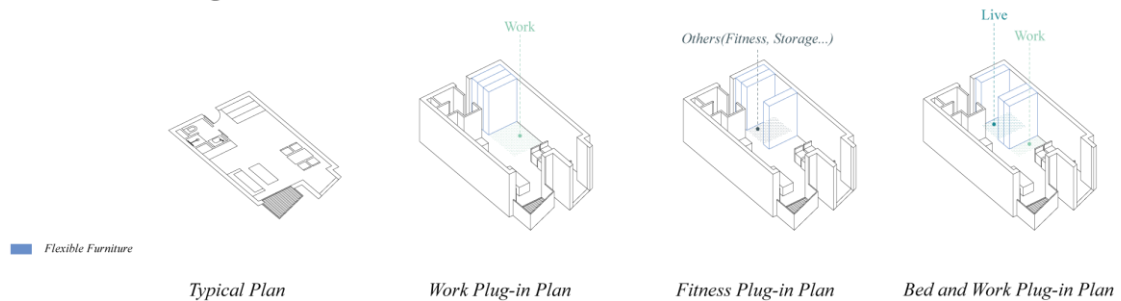 Live
Work
Work
Others(Fitness, Storage...)
Flexible Furniture
Typical Plan
Work Plug-in Plan
Fitness Plug-in Plan
Bed and Work Plug-in Plan